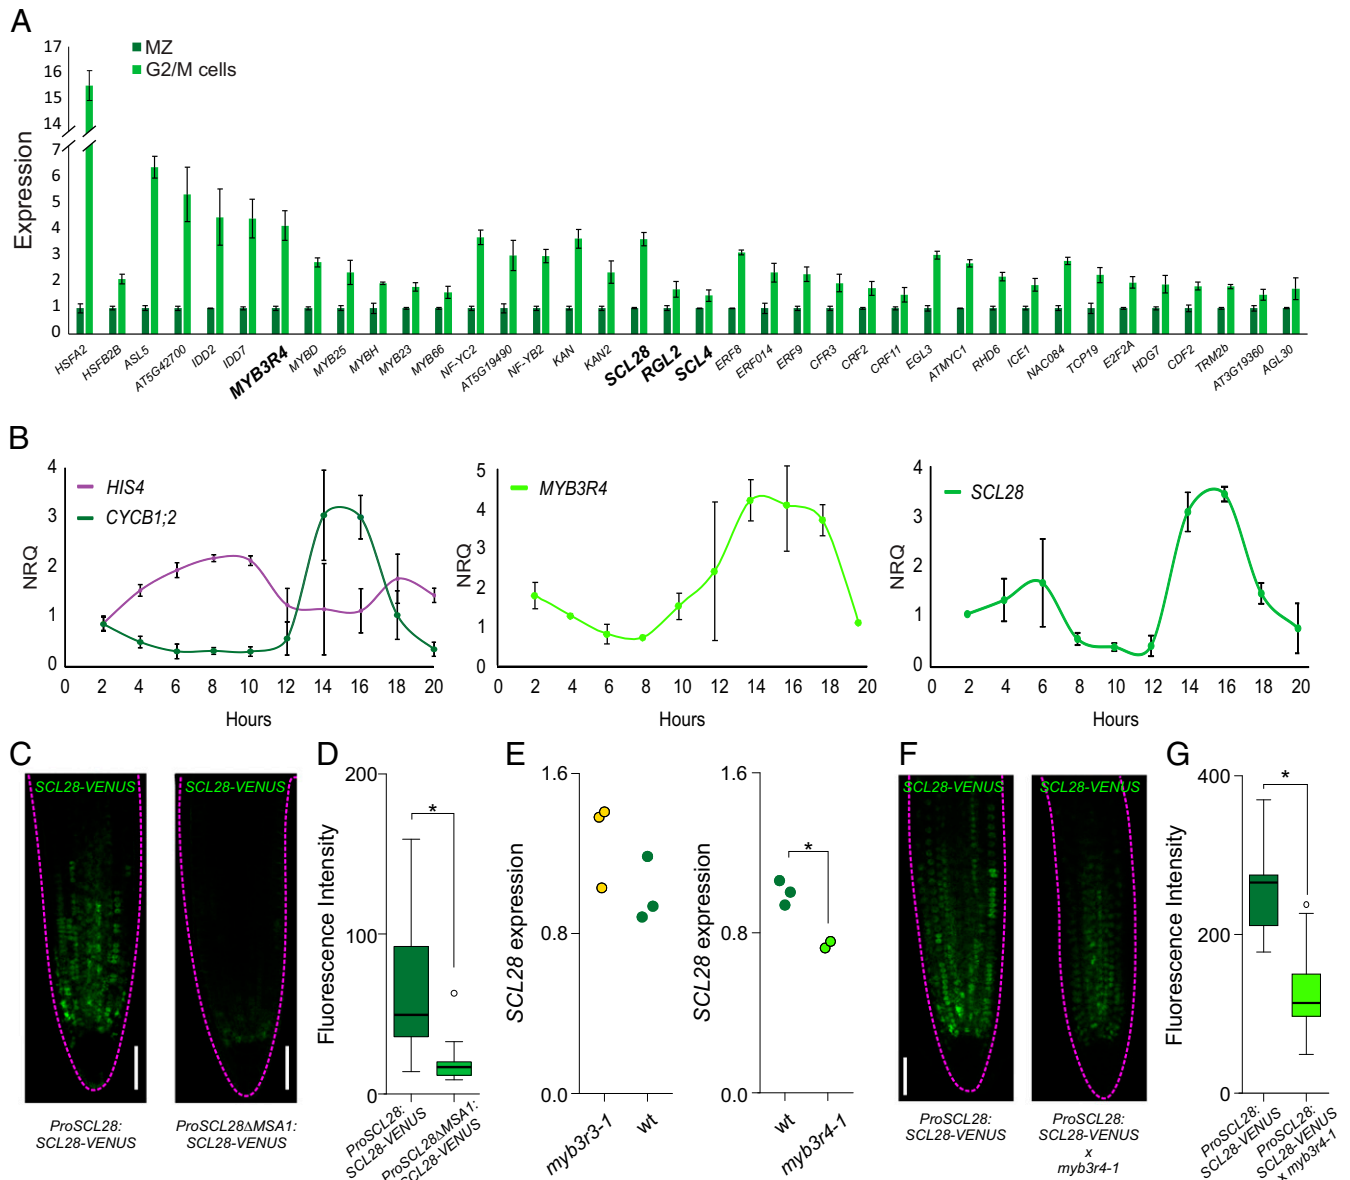 A
MZ
G2/M cells
Expression
17
16
15
14
7
6
5
4
3
2
1
0
HSFA2
HSFB2B
ASL5
AT5G42700
IDD2
IDD7
MYB3R4
MYBD
MYB25
MYBH
MYB23
MYB66
NF-YC2
AT5G19490
NF-YB2
KAN
KAN2
SCL28
RGL2
SCL4
ERF8
ERF014
ERF9
CFR3
CRF2
CRF11
EGL3
ATMYC1
RHD6
ICE1
NAC084
TCP19
E2F2A
HDG7
CDF2
TRM2b
AT3G19360
AGL30
B
HIS4
CYCB1;2
NRQ
4
3
2
1
0
0 2 4 6 8 10 12 14 16 18 20
Hours
MYB3R4
NRQ
5
4
3
2
1
0
0 2 4 6 8 10 12 14 16 18 20
Hours
SCL28
NRQ
4
3
2
1
0
0 2 4 6 8 10 12 14 16 18 20
Hours
C
SCL28-VENUS
SCL28-VENUS
ProSCL28:
SCL28-VENUS
ProSCL28ΔMSA1:
SCL28-VENUS
D
Fluorescence Intensity
200
100
0
*
ProSCL28:
SCL28-VENUS
ProSCL28ΔMSA1:
SCL28-VENUS
E
SCL28 expression
1.6
0.8
0.0
myb3r3-1
wt
SCL28 expression
1.6
0.8
0.0
*
wt
myb3r4-1
F
SCL28-VENUS
SCL28-VENUS
ProSCL28:
SCL28-VENUS
ProSCL28:
SCL28-VENUS
x
myb3r4-1
G
Fluorescence Intensity
400
200
0
*
ProSCL28:
SCL28-VENUS
ProSCL28:
SCL28-VENUS
x myb3r4-1